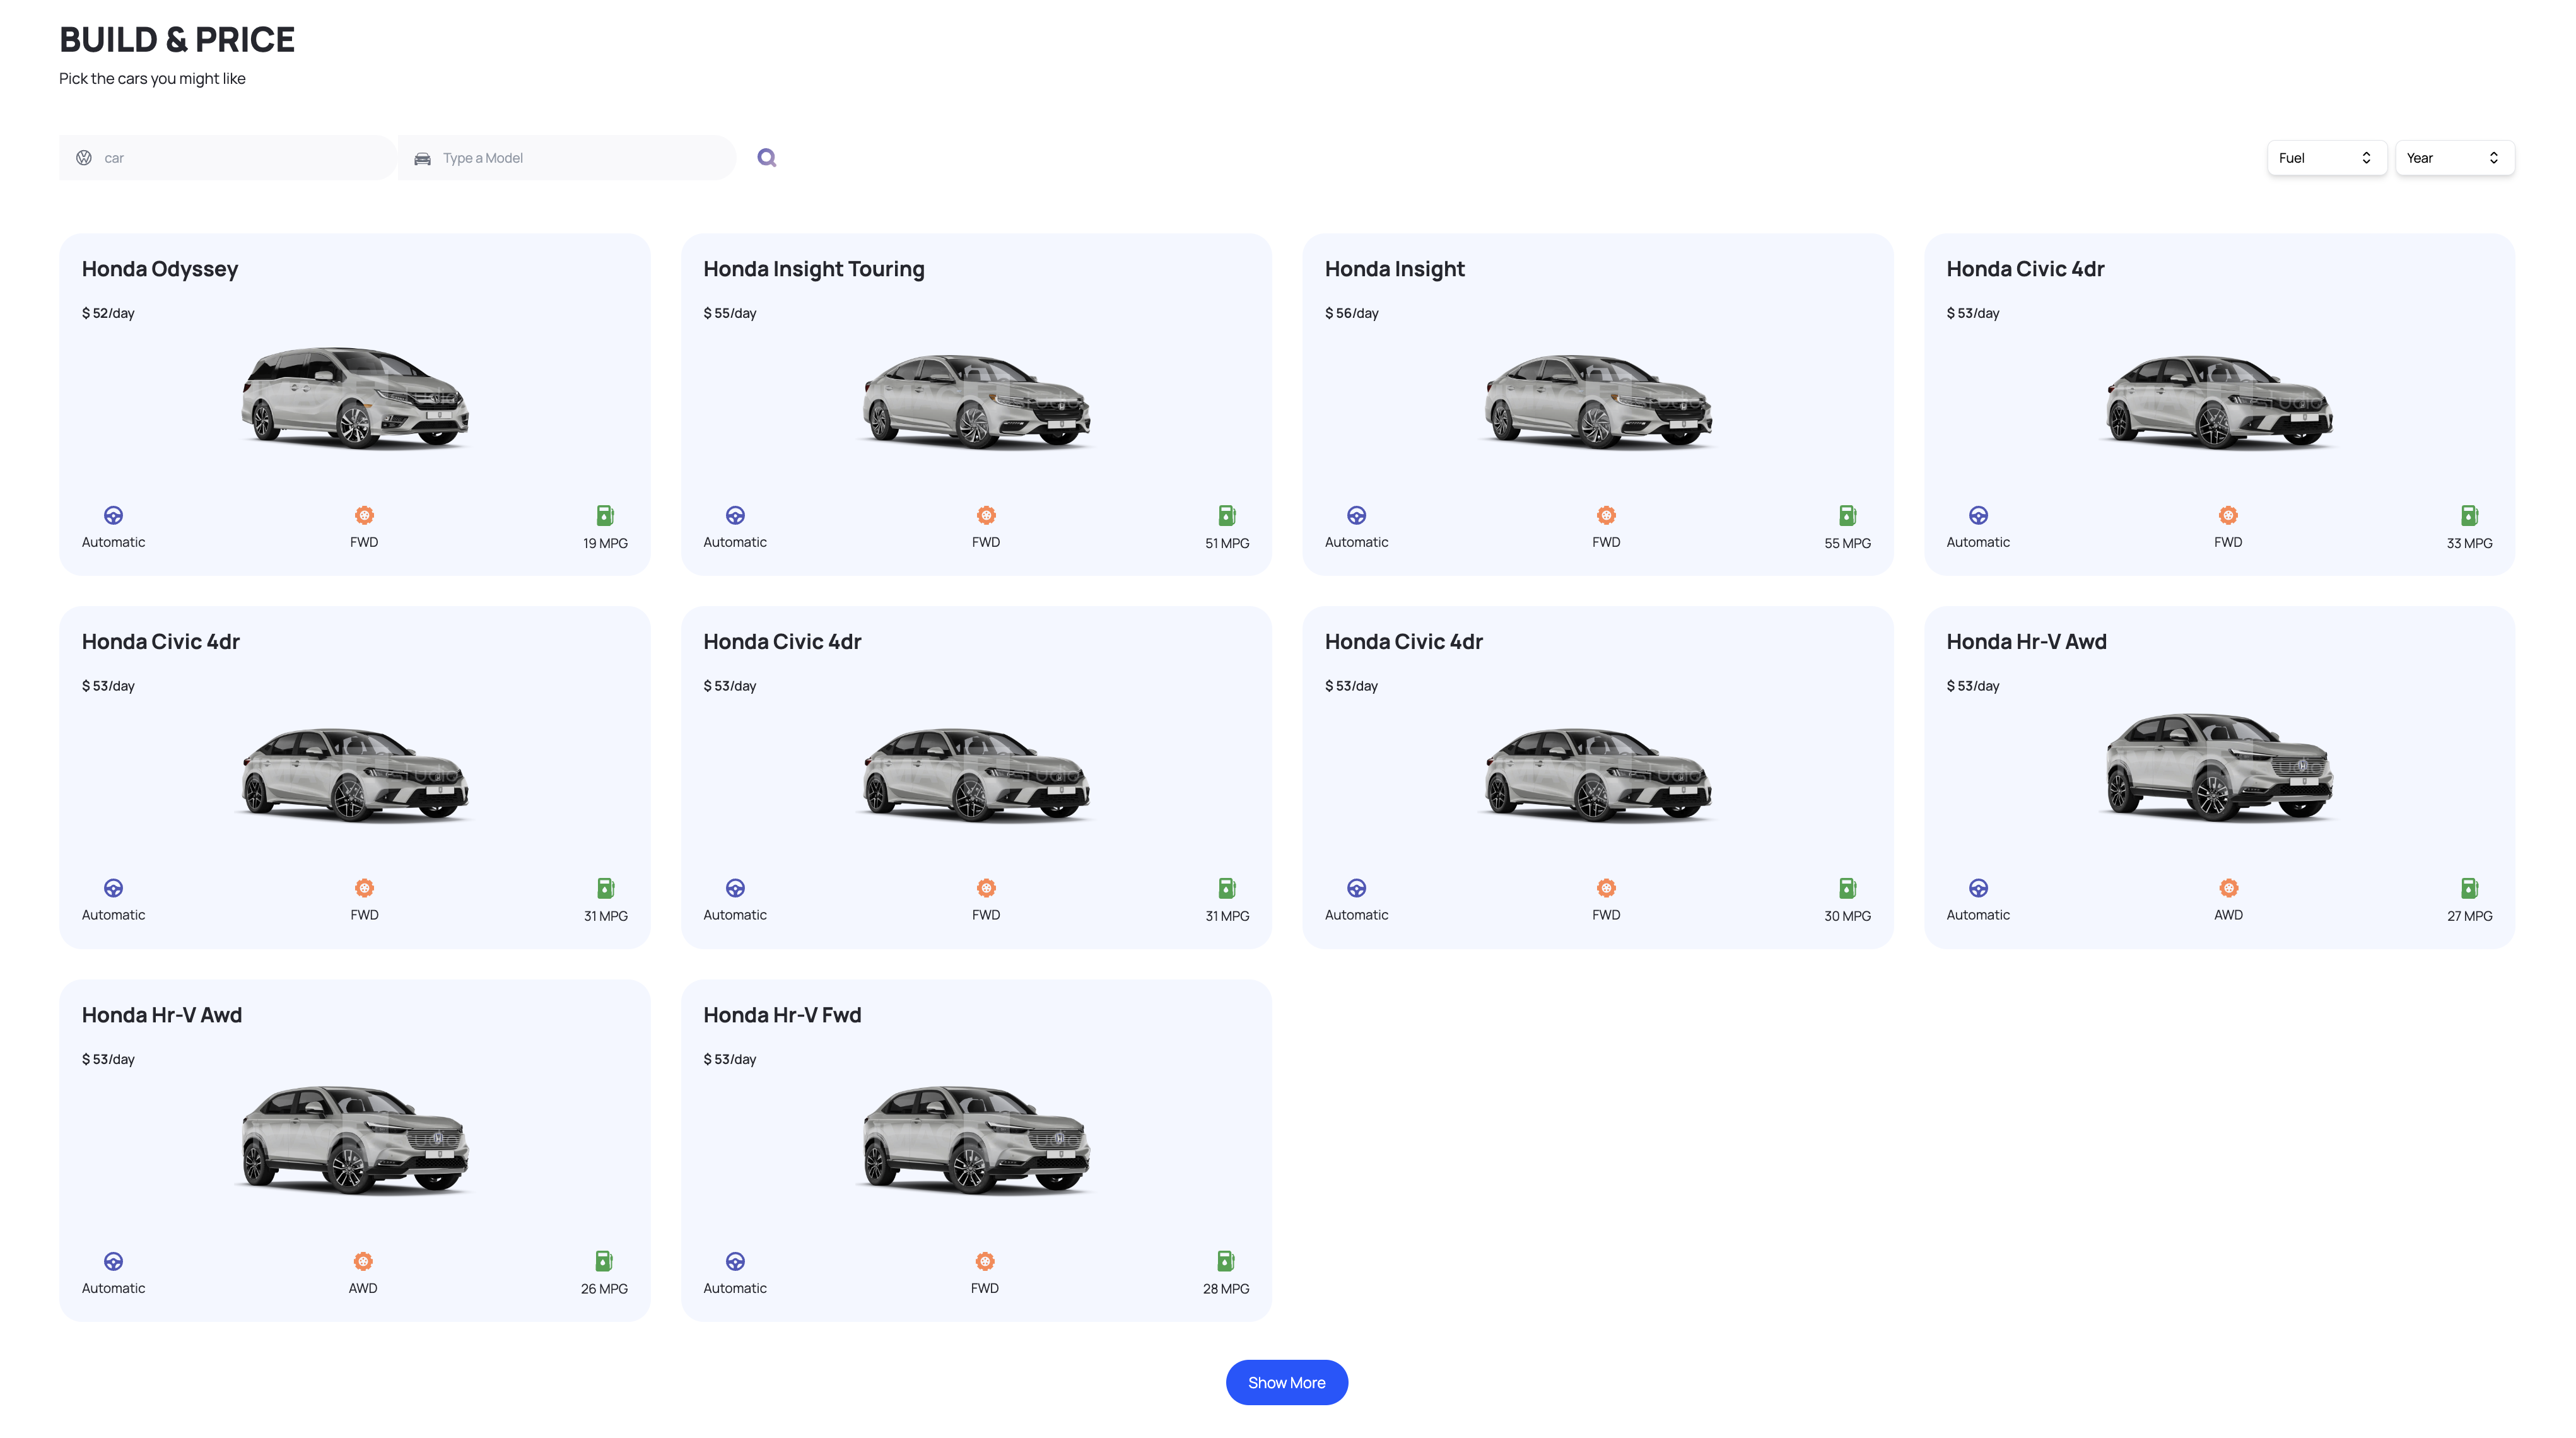 BUILD & PRICE
Pick the cars you might like
car
Type a Model
Fuel
Year
Honda Odyssey
$ 52/day
Automatic
FWD
19 MPG
Honda Insight Touring
$ 55/day
Automatic
FWD
51 MPG
Honda Insight
$ 56/day
Automatic
FWD
55 MPG
Honda Civic 4dr
$ 53/day
Automatic
FWD
33 MPG
Honda Civic 4dr
$ 53/day
Automatic
FWD
31 MPG
Honda Civic 4dr
$ 53/day
Automatic
FWD
31 MPG
Honda Civic 4dr
$ 53/day
Automatic
FWD
30 MPG
Honda Hr-V Awd
$ 53/day
Automatic
AWD
27 MPG
Honda Hr-V Awd
$ 53/day
Automatic
AWD
26 MPG
Honda Hr-V Fwd
$ 53/day
Automatic
FWD
28 MPG
Show More